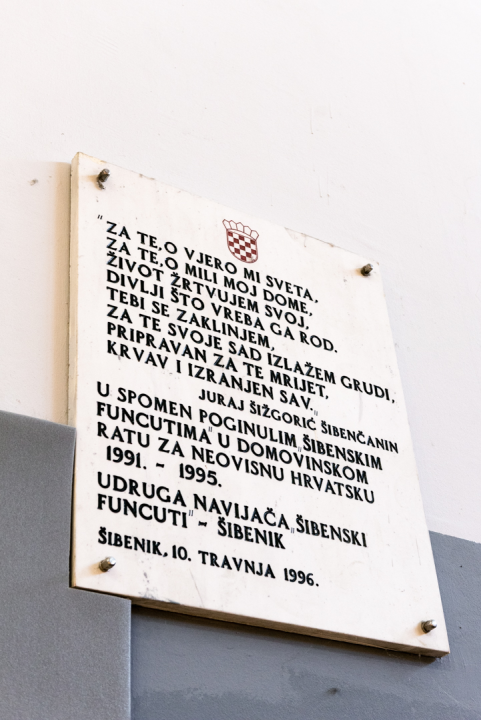 "ZA TE,O VJERO MI SVETA,
ZA TE,O MILI MOJ DOME,
ŽIVOT ŽRTVUJEM SVOJ,
DIVLJI ŠTO VREBA GA ROD.
TEBI SE ZAKLINJEM,
ZA TE SVOJE SAD IZLAŽEM GRUDI,
PRIPRAVAN ZA TE MRIJET,
KRVAV I IZRANJEN SAV."
JURAJ ŠIŽGORIĆ ŠIBENČANIN
U SPOMEN POGINULIM „ŠIBENSKIM
FUNCUTIMA" U DOMOVINSKOM
RATU ZA NEOVISNU HRVATSKU
1991. - 1995.
UDRUGA NAVIJAČA „ŠIBENSKI
FUNCUTI" - ŠIBENIK
ŠIBENIK, 10. TRAVNJA 1996.